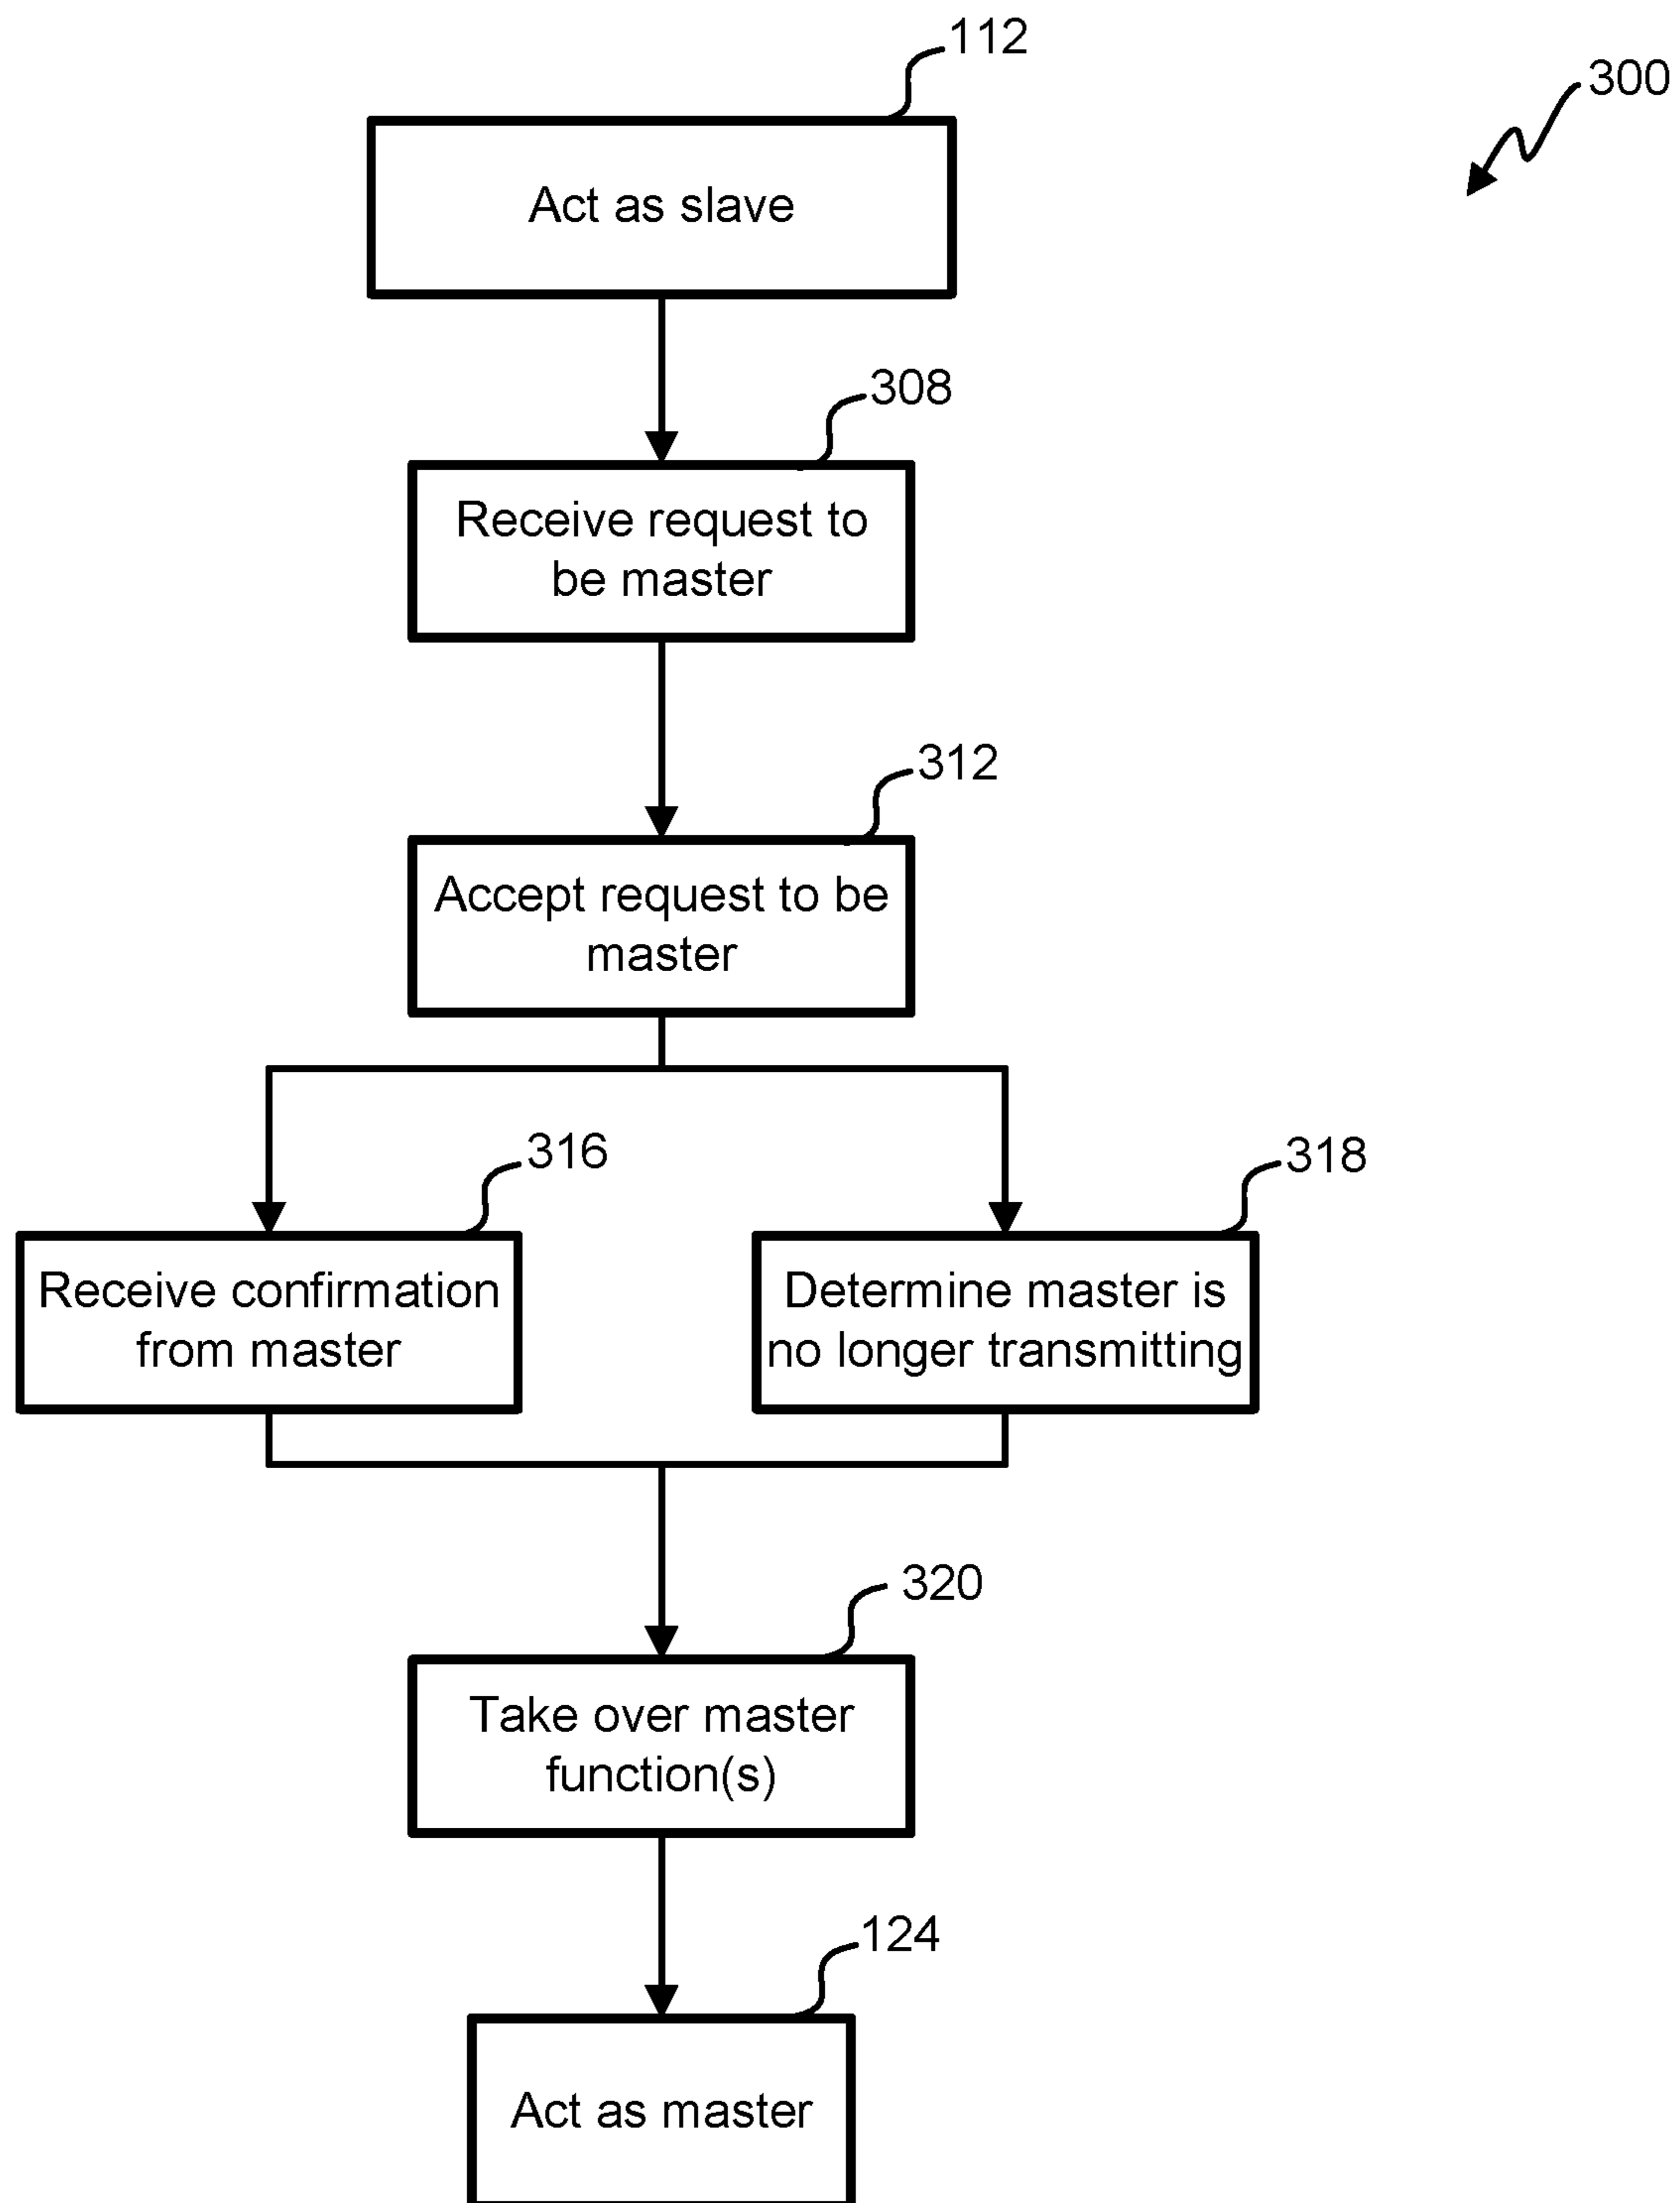 112
300
Act as slave
308
Receive request to
be master
312
Accept request to be
master
316
318
Receive confirmation
from master
Determine master is
no longer transmitting
320
Take over master
function(s)
124
Act as master